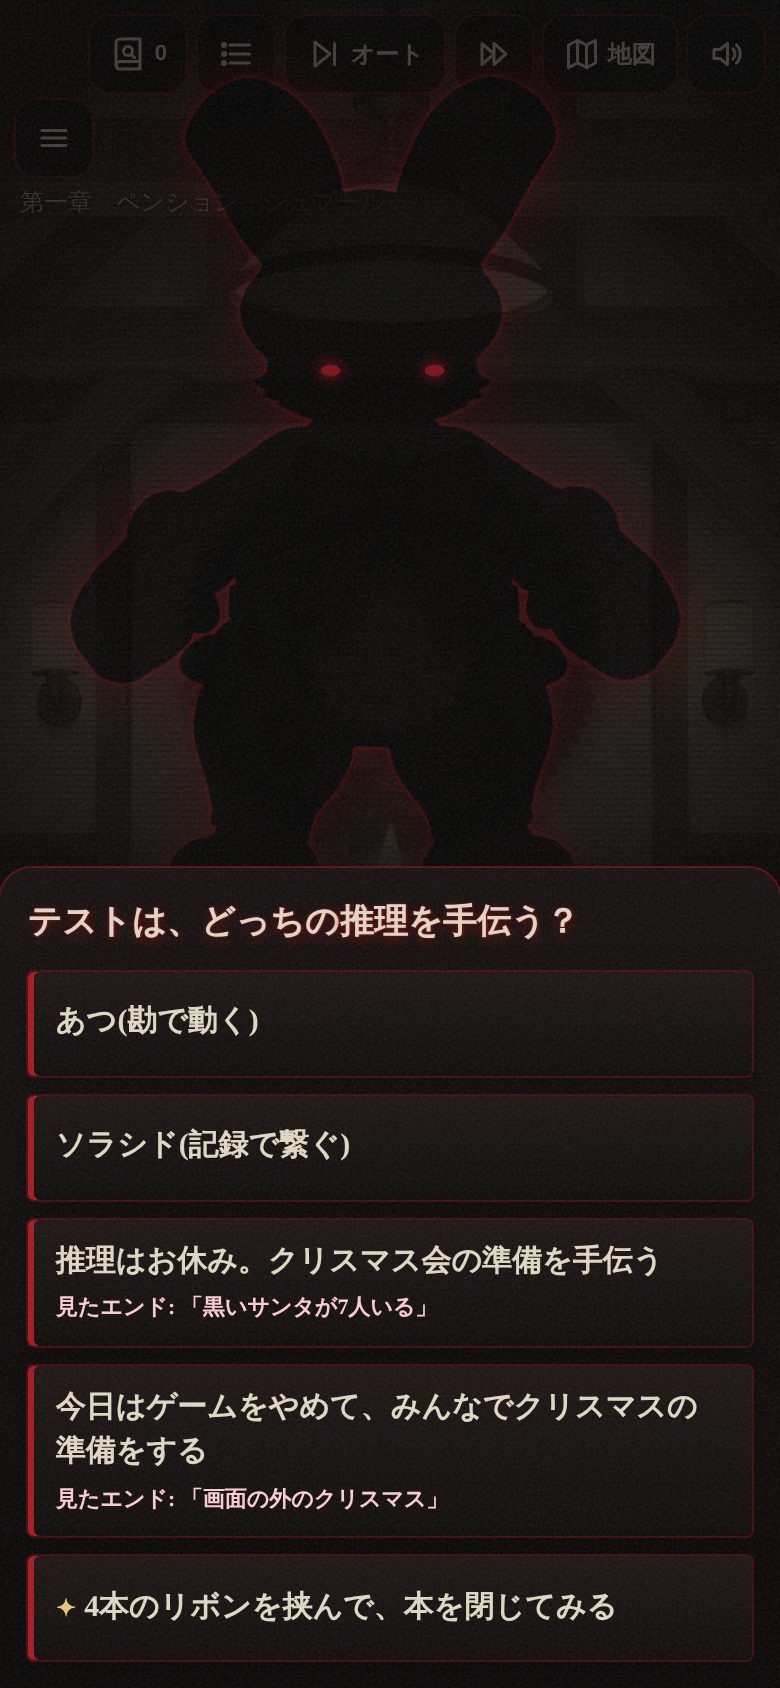 0
オート
地図
第一章 ペンション
テストは、どっちの推理を手伝う？
あつ(勘で動く)
ソラシド(記録で繋ぐ)
推理はお休み。クリスマス会の準備を手伝う
見たエンド: 「黒いサンタが7人いる」
今日はゲームをやめて、みんなでクリスマスの
準備をする
見たエンド: 「画面の外のクリスマス」
✦ 4本のリボンを挟んで、本を閉じてみる